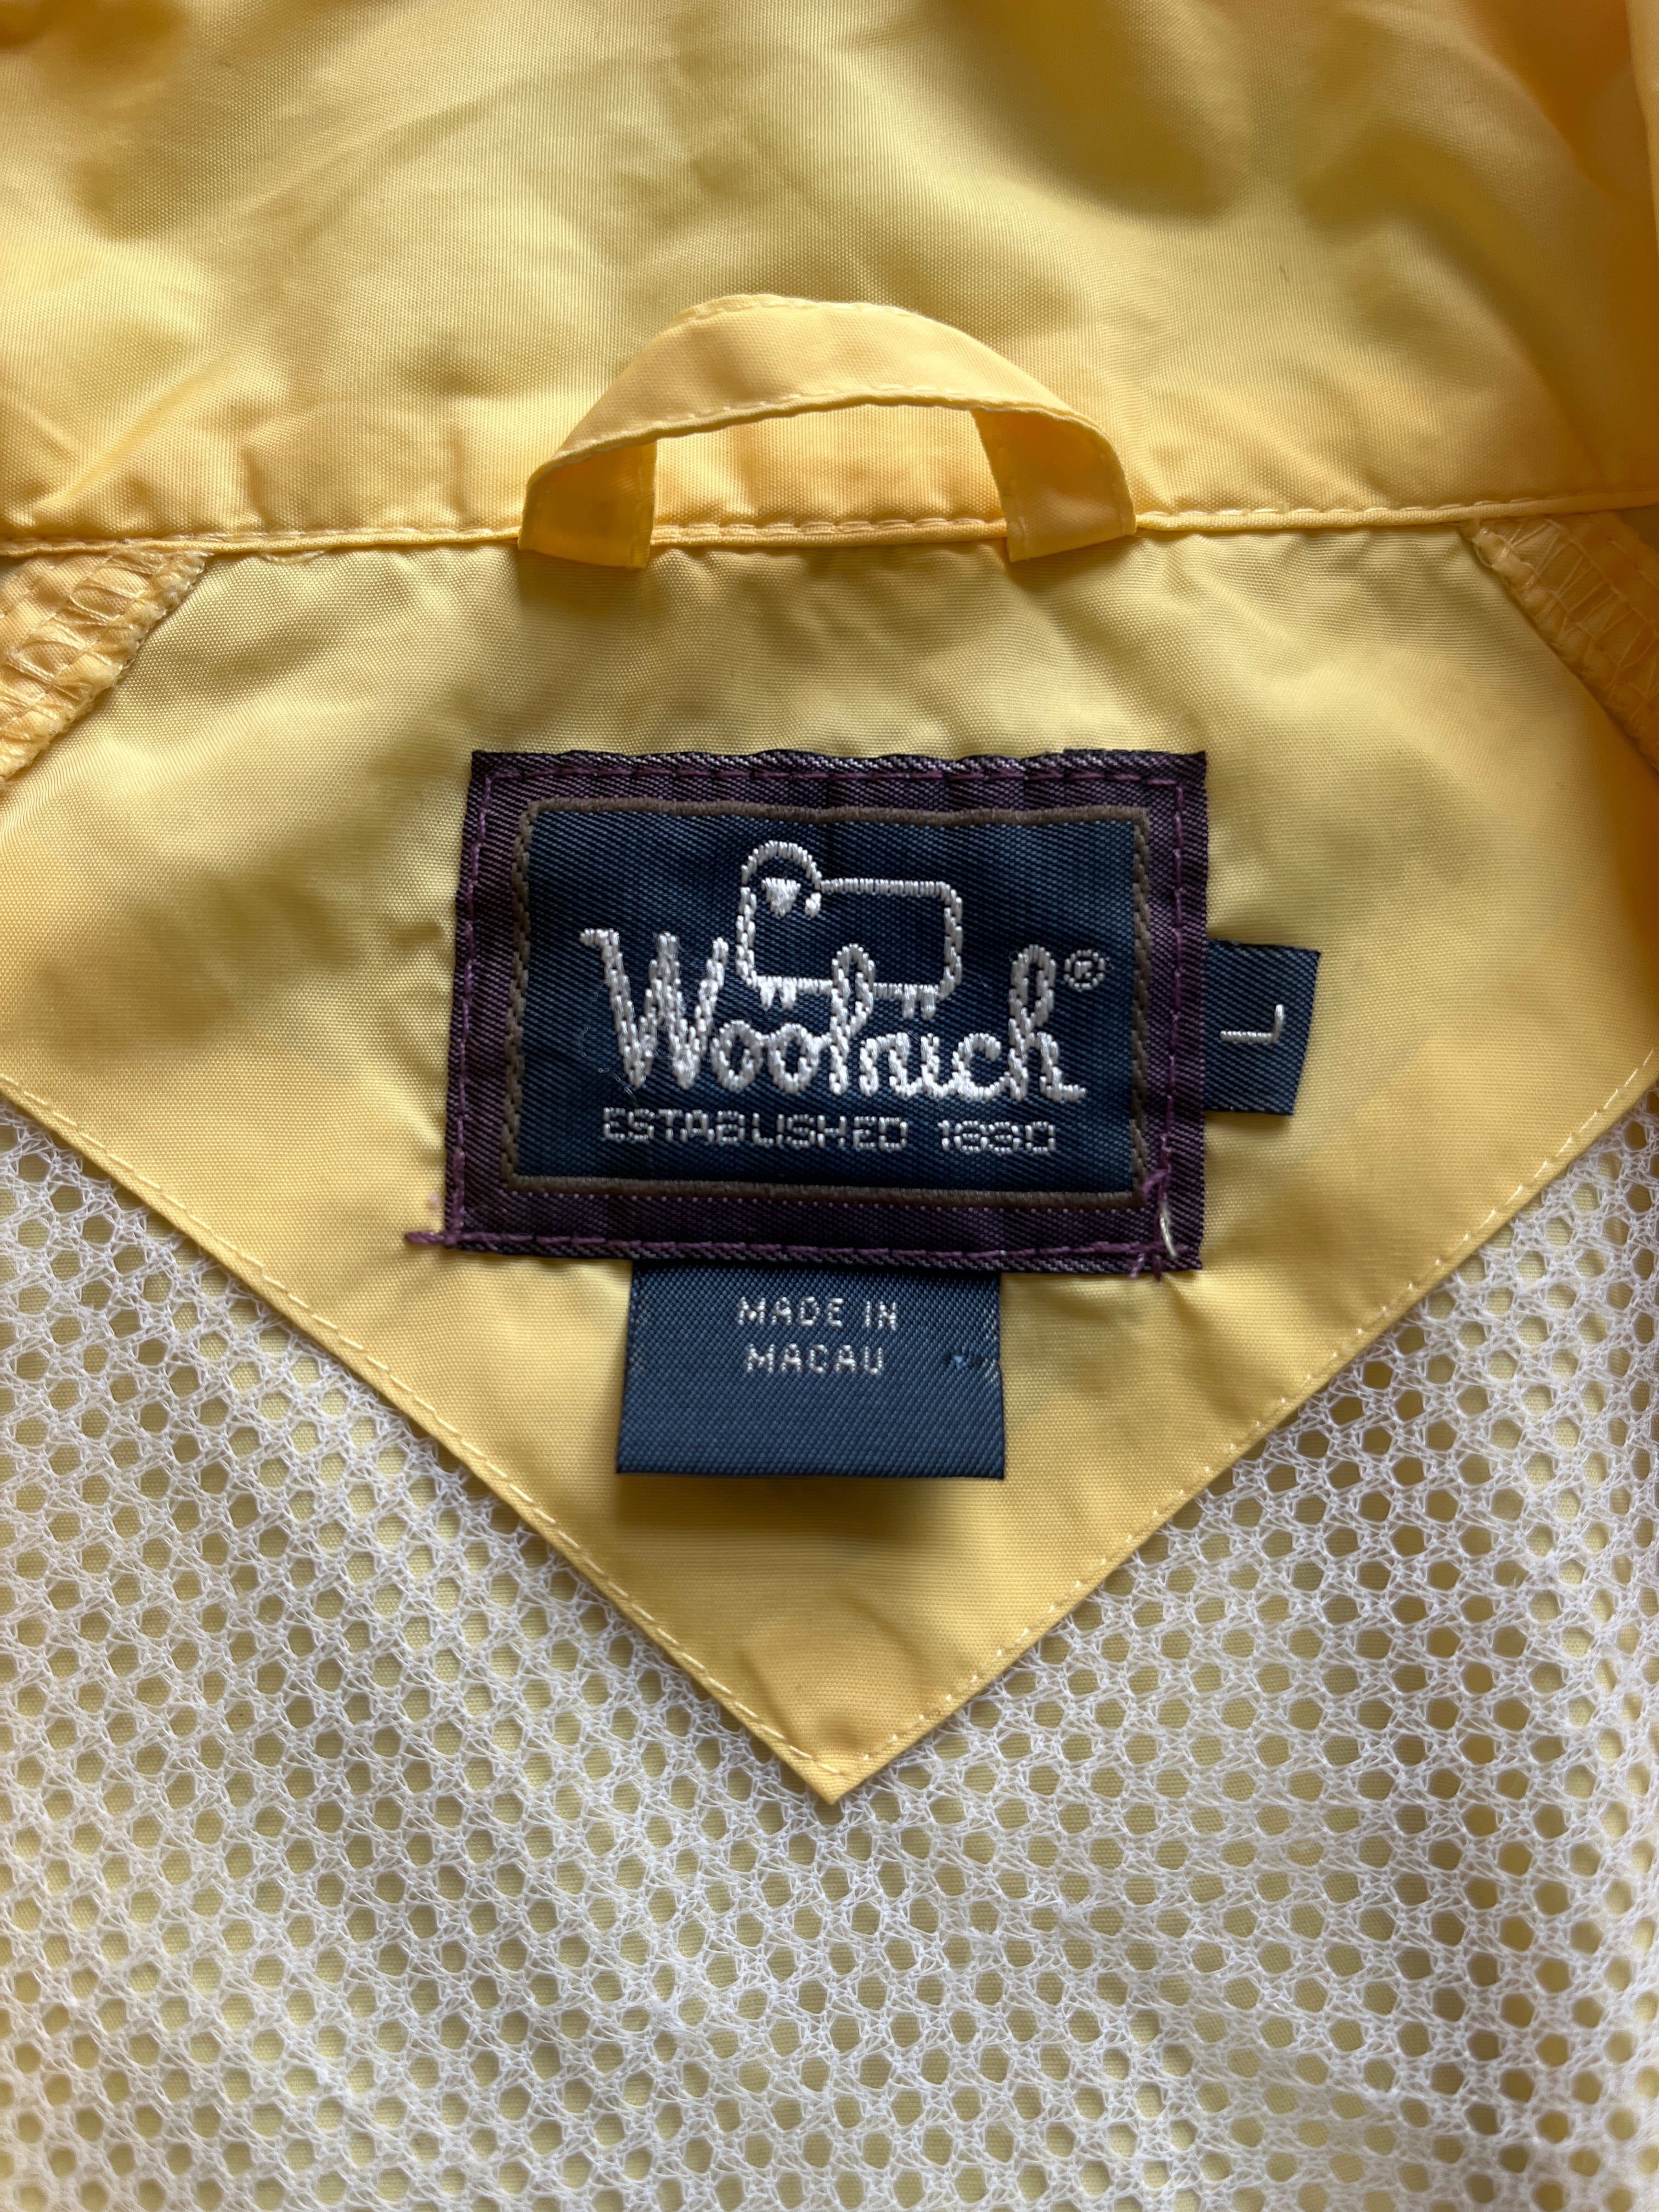 Woolrich®
ESTABLISHED 1830
L
MADE IN
MACAU